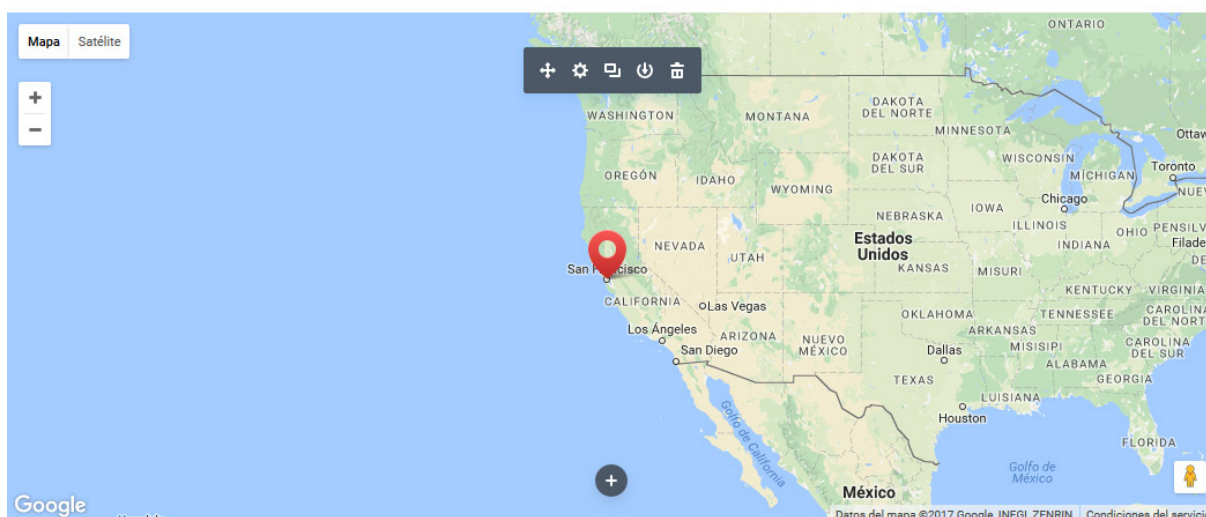 Mapa Satélite
ONTARIO
WASHINGTON
MONTANA
DAKOTA
DEL NORTE
MINNESOTA
Ottaw
OREGÓN
IDAHO
WYOMING
DAKOTA
DEL SUR
WISCONSIN
MÍCHIGAN
Toronto
NUEV
Chicago
NEBRASKA
IOWA
ILLINOIS
INDIANA
OHIO
PENSILV
Filade
DE
NEVADA
UTAH
Estados
Unidos
KANSAS
MISURI
San Francisco
CALIFORNIA
Las Vegas
KENTUCKY
VIRGINIA
OKLAHOMA
TENNESSEE
CAROLINA
DEL NORT
Los Ángeles
ARIZONA
NUEVO
MÉXICO
ARKANSAS
MISISIPI
CAROLINA
DEL SUR
San Diego
Dallas
ALABAMA
GEORGIA
TEXAS
LUISIANA
Houston
FLORIDA
Golfo de California
Golfo de
México
México
Google
Datos del mapa ©2017 Google, INEGI, ZENRIN
Condiciones del servicio